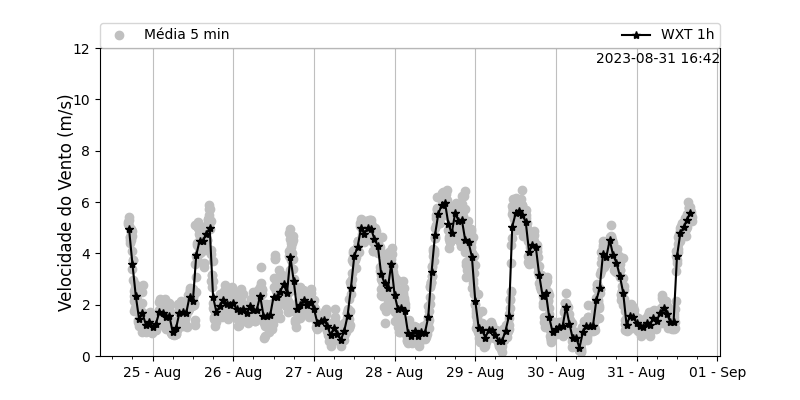 Média 5 min
WXT 1h
2023-08-31 16:42
Velocidade do Vento (m/s)
12
10
8
6
4
2
0
25 - Aug
26 - Aug
27 - Aug
28 - Aug
29 - Aug
30 - Aug
31 - Aug
01 - Sep